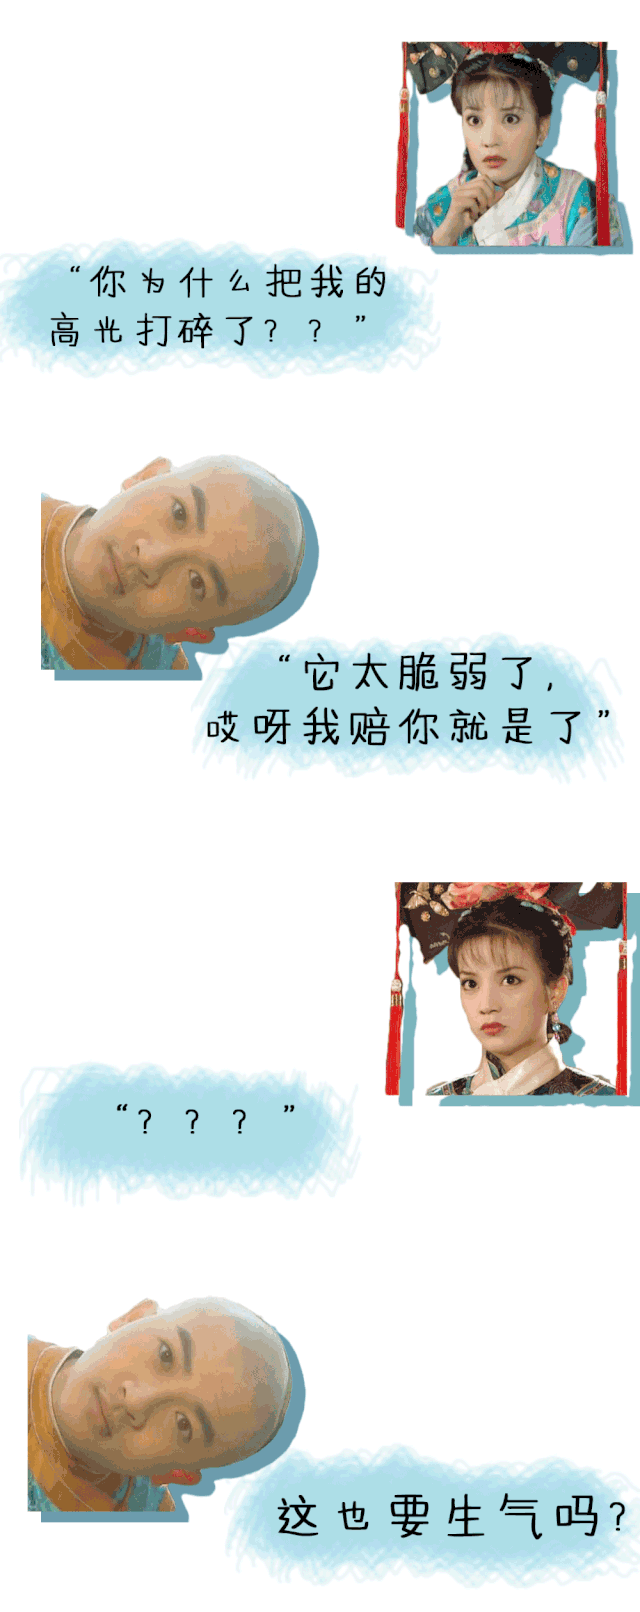 “你为什么把我的
高光打碎了？？”
“它太脆弱了，
哎呀我赔你就是了”
“？？？”
这也要生气吗？